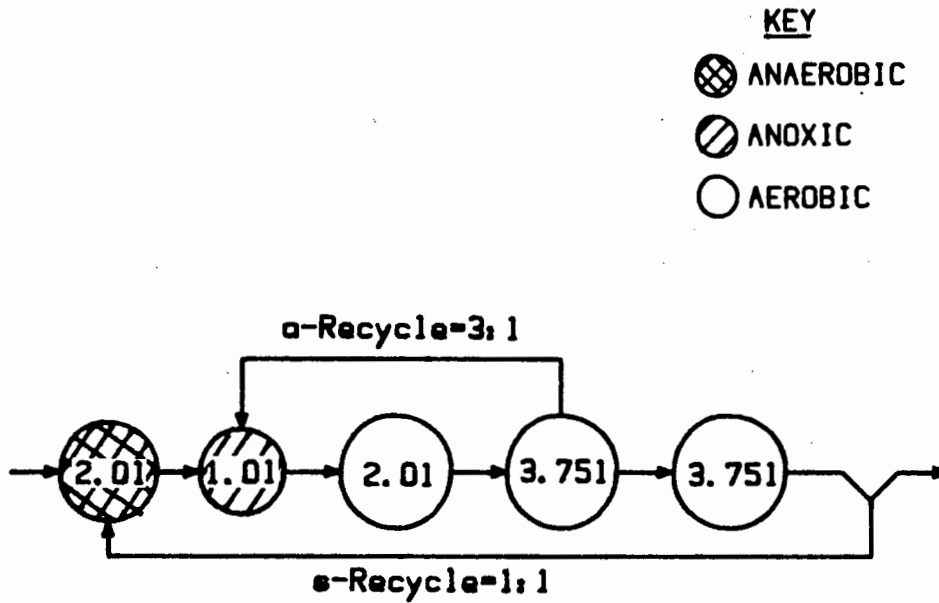 KEY
ANAEROBIC
ANOXIC
AEROBIC
a-Recycle=3:1
2.0l
1.0l
2.0l
3.75l
3.75l
s-Recycle=1:1